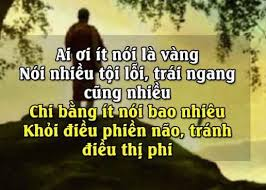 Ai ơi ít nói là vàng
Nói nhiều tội lỗi, trái ngang
cũng nhiều
Chi bằng ít nói bao nhiêu
Khỏi điều phiền não, tránh
điều thị phi